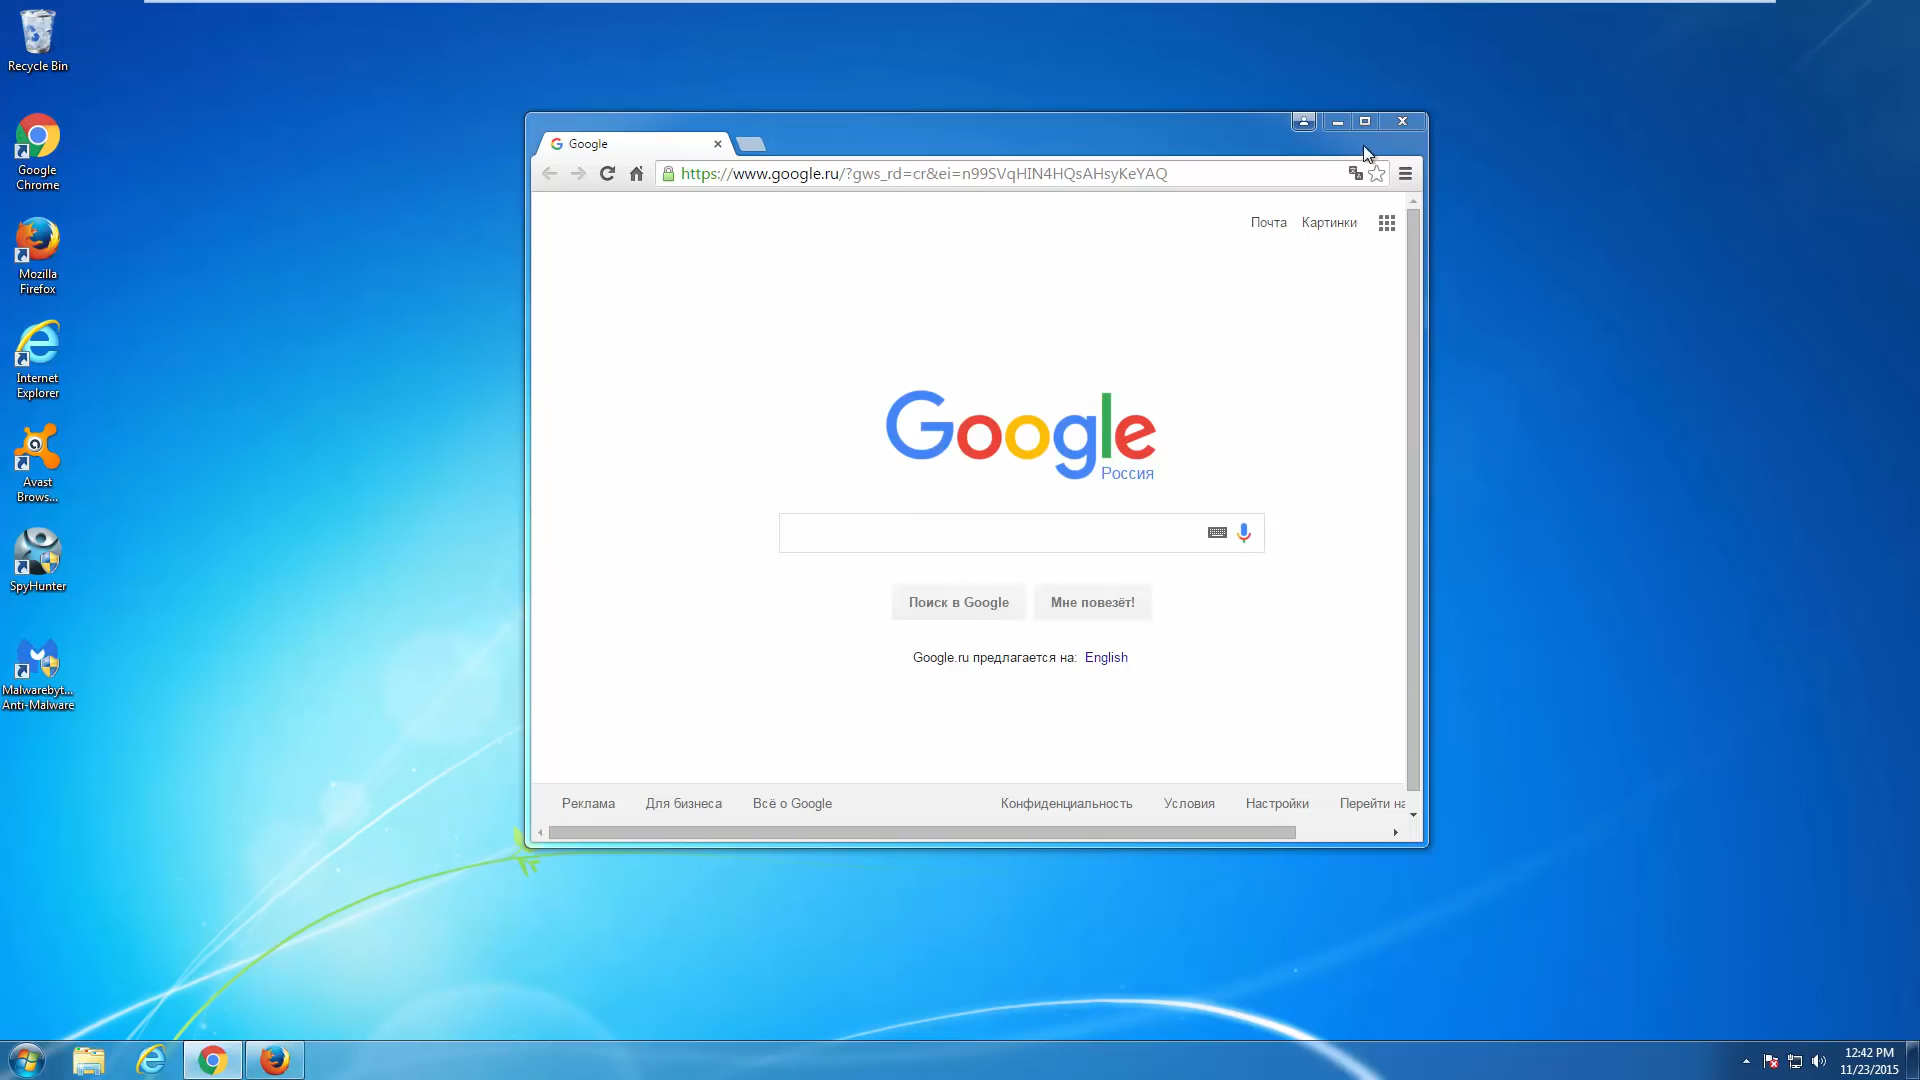 Recycle Bin
Google
Chrome
Mozilla
Firefox
Internet
Explorer
Avast
Brows...
SpyHunter
Malwarebyt...
Anti-Malware
Google
https://www.google.ru/?gws_rd=cr&ei=n99SVqHIN4HQsAHsyKeYAQ
Почта Картинки
Google
Россия
Поиск в Google Мне повезёт!
Google.ru предлагается на: English
Реклама Для бизнеса Всё о Google Конфиденциальность Условия Настройки Перейти на
12:42 PM
11/23/2015